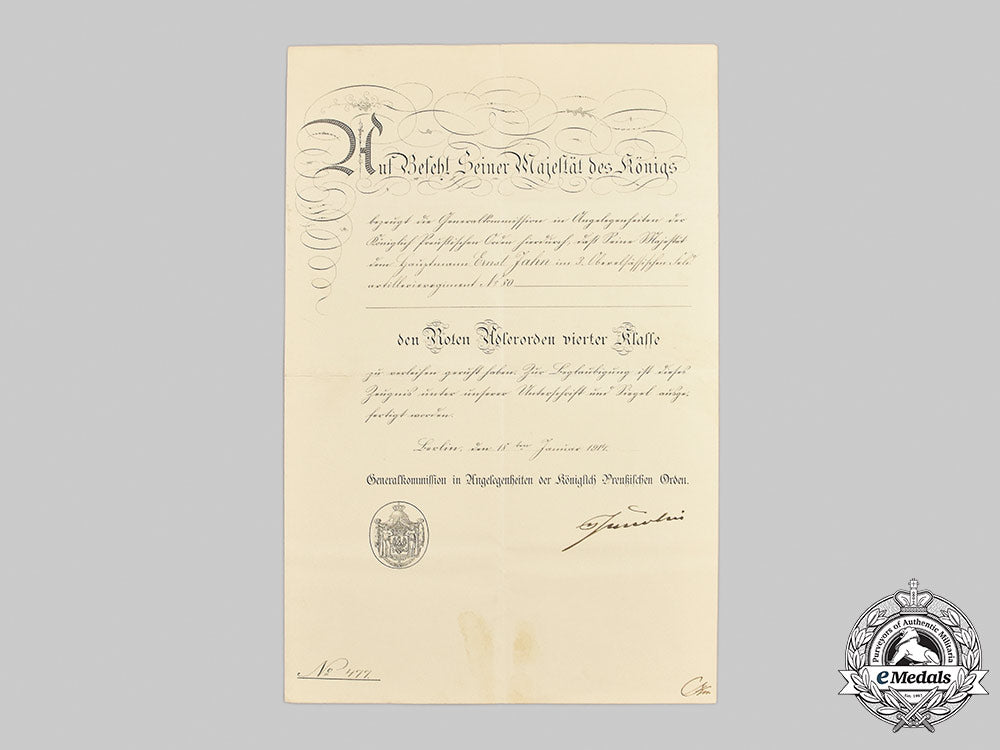 Auf Befehl Seiner Majestät des Königs
bezeugt die Generalkommission in Angelegenheiten der
Königlich Preußischen Orden hierdurch, daß Seine Majestät
dem Hauptmann Ernst Jahn im 2. Oberelsässischen Feld-
artillerieregiment No 50
den Roten Adlerorden vierter Klasse
zu verleihen geruht haben. Zur Beglaubigung ist dieses
Zeugnis unter unserer Unterschrift und Siegel ausge-
fertigt worden.
Berlin, den 18ten Januar 1914.
Generalkommission in Angelegenheiten der Königlich Preußischen Orden.
No 477
Purveyors of Authentic Militaria
eMedals
Est. 1967